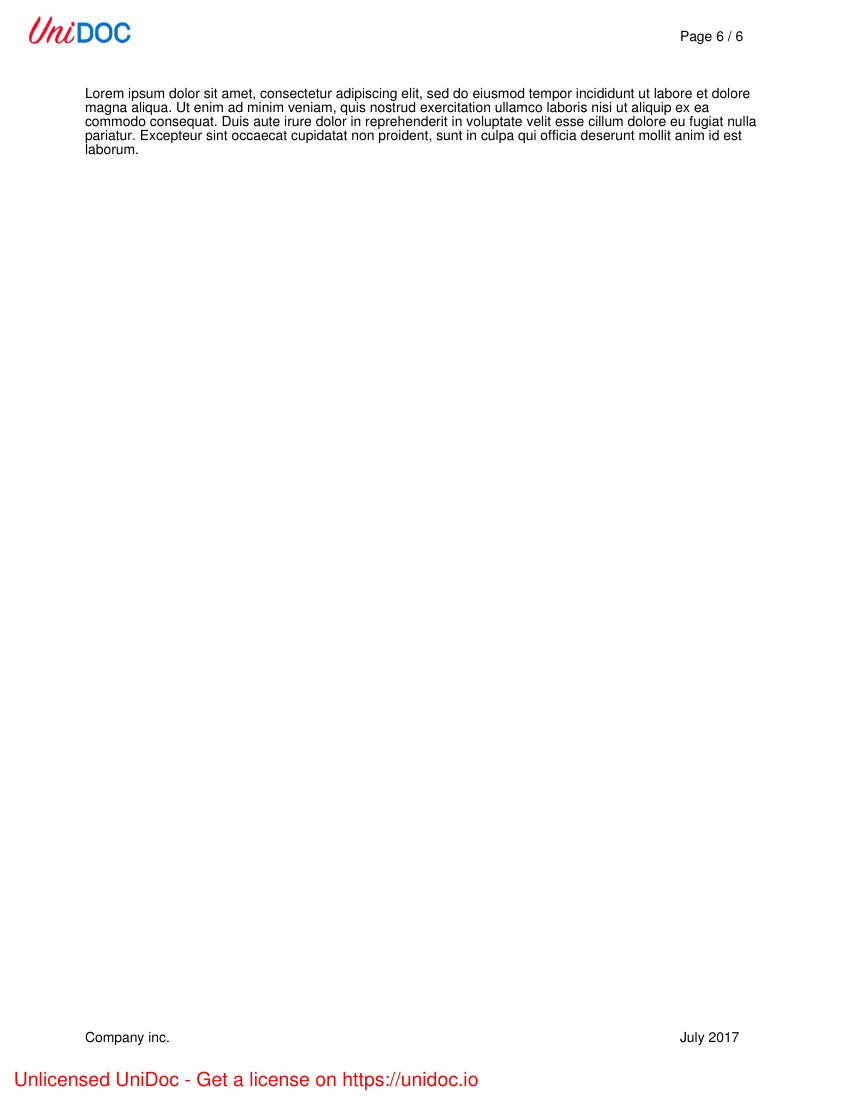 UniDOC
Page 6 / 6
Lorem ipsum dolor sit amet, consectetur adipiscing elit, sed do eiusmod tempor incididunt ut labore et dolore
magna aliqua. Ut enim ad minim veniam, quis nostrud exercitation ullamco laboris nisi ut aliquip ex ea
commodo consequat. Duis aute irure dolor in reprehenderit in voluptate velit esse cillum dolore eu fugiat nulla
pariatur. Excepteur sint occaecat cupidatat non proident, sunt in culpa qui officia deserunt mollit anim id est
laborum.
Company inc.
July 2017
Unlicensed UniDoc - Get a license on https://unidoc.io